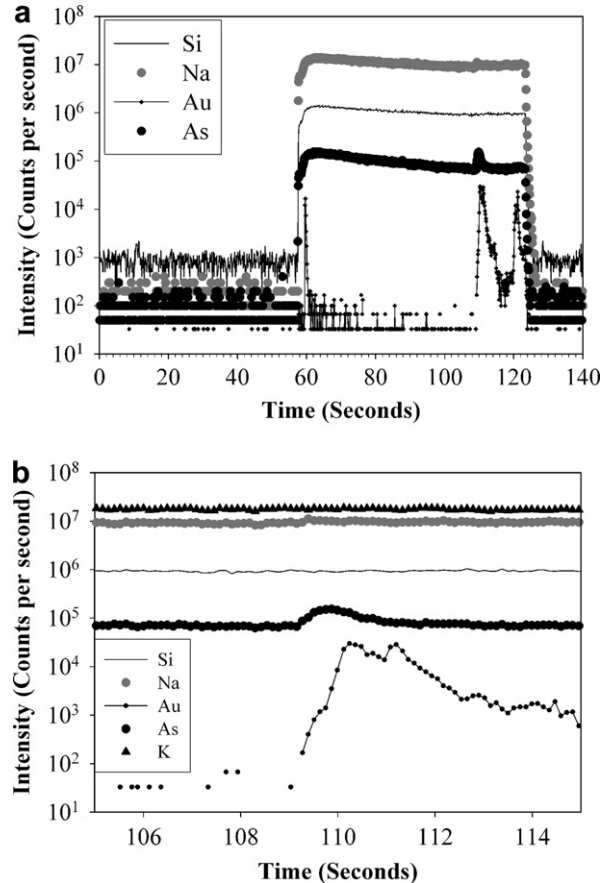 a
10^8
10^7
10^6
10^5
10^4
10^3
10^2
10^1
Intensity (Counts per second)
Si
Na
Au
As
0 20 40 60 80 100 120 140
Time (Seconds)
b
10^8
10^7
10^6
10^5
10^4
10^3
10^2
10^1
Intensity (Counts per second)
Si
Na
Au
As
K
106 108 110 112 114
Time (Seconds)